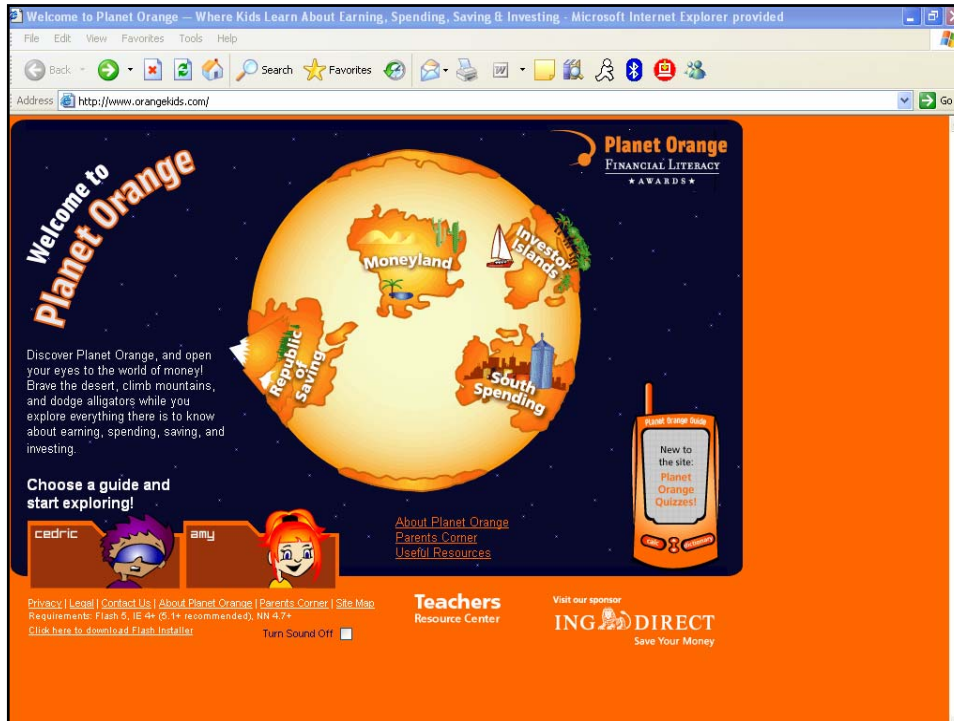 Welcome to Planet Orange — Where Kids Learn About Earning, Spending, Saving & Investing - Microsoft Internet Explorer provided
File Edit View Favorites Tools Help
Back Search Favorites
Address http://www.orangekids.com/ Go
Welcome to
Planet Orange
Planet Orange
FINANCIAL LITERACY
★ AWARDS ★
Moneyland
Investor
Islands
Republic
of
Saving
South
Spending
Discover Planet Orange, and open
your eyes to the world of money!
Brave the desert, climb mountains,
and dodge alligators while you
explore everything there is to know
about earning, spending, saving, and
investing.
Choose a guide and
start exploring!
cedric
amy
About Planet Orange
Parents Corner
Useful Resources
Planet Orange Guide
New to
the site:
Planet
Orange
Quizzes!
calc dictionary
Privacy | Legal | Contact Us | About Planet Orange | Parents Corner | Site Map
Requirements: Flash 5, IE 4+ (5.1+ recommended), NN 4.7+
Click here to download Flash Installer
Turn Sound Off
Teachers
Resource Center
Visit our sponsor
ING DIRECT
Save Your Money